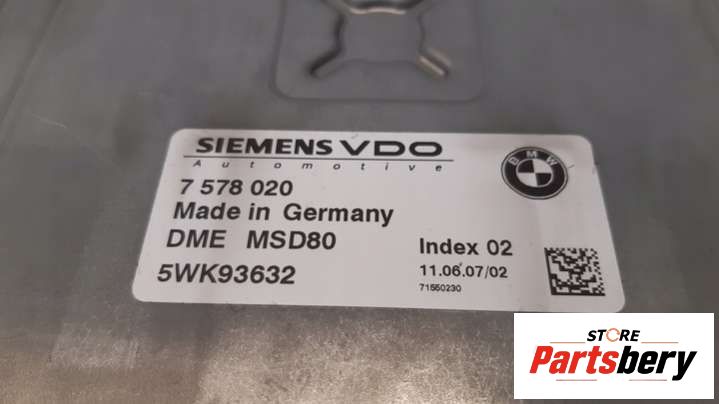 SIEMENS VDO
Automotive
BMW
7 578 020
Made in Germany
DME MSD80
Index 02
5WK93632
11.06.07/02
71550230
STORE
Partsbery